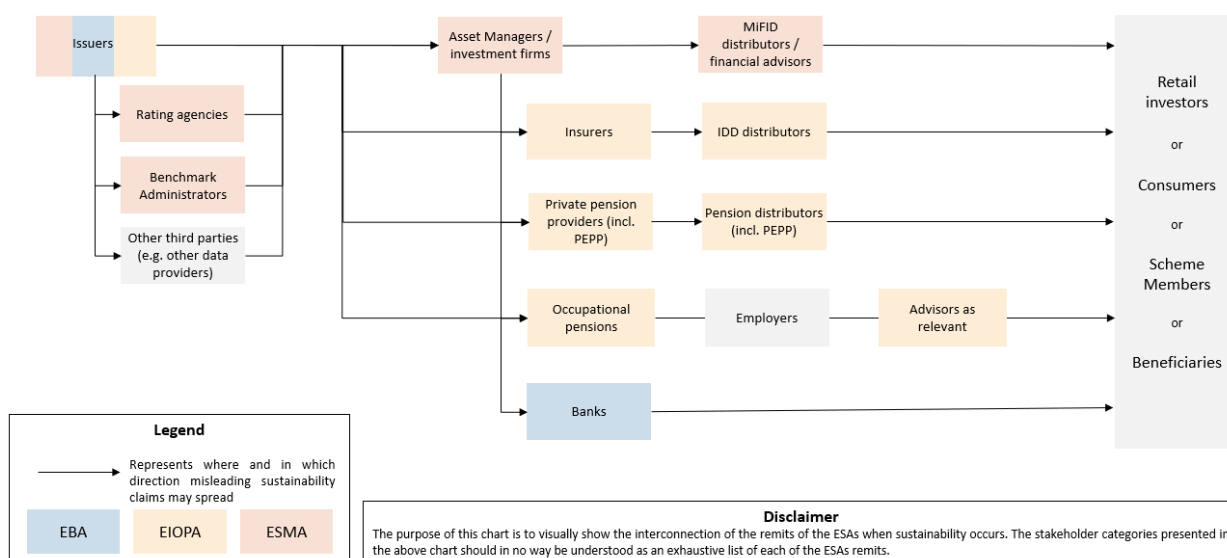 Issuers
Asset Managers /
investment firms
MiFID
distributors /
financial advisors
Rating agencies
Insurers
IDD distributors
Benchmark
Administrators
Private pension
providers (incl.
PEPP)
Pension distributors
(incl. PEPP)
Other third parties
(e.g. other data
providers)
Occupational
pensions
Employers
Advisors as
relevant
Banks
Retail
investors
or
Consumers
or
Scheme
Members
or
Beneficiaries
Legend
Represents where and in which
direction misleading sustainability
claims may spread
EBA
EIOPA
ESMA
Disclaimer
The purpose of this chart is to visually show the interconnection of the remits of the ESAs when sustainability occurs. The stakeholder categories presented in
the above chart should in no way be understood as an exhaustive list of each of the ESAs remits.